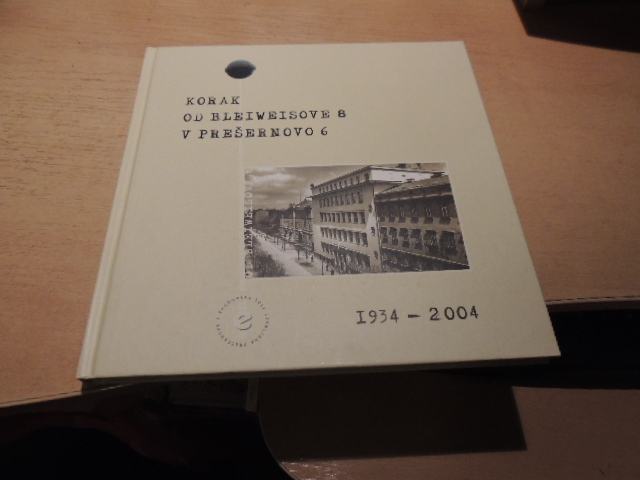 KORAK
OD BLEIWEISOVE 8
V PREŠERNOVO 6
1934 – 2004